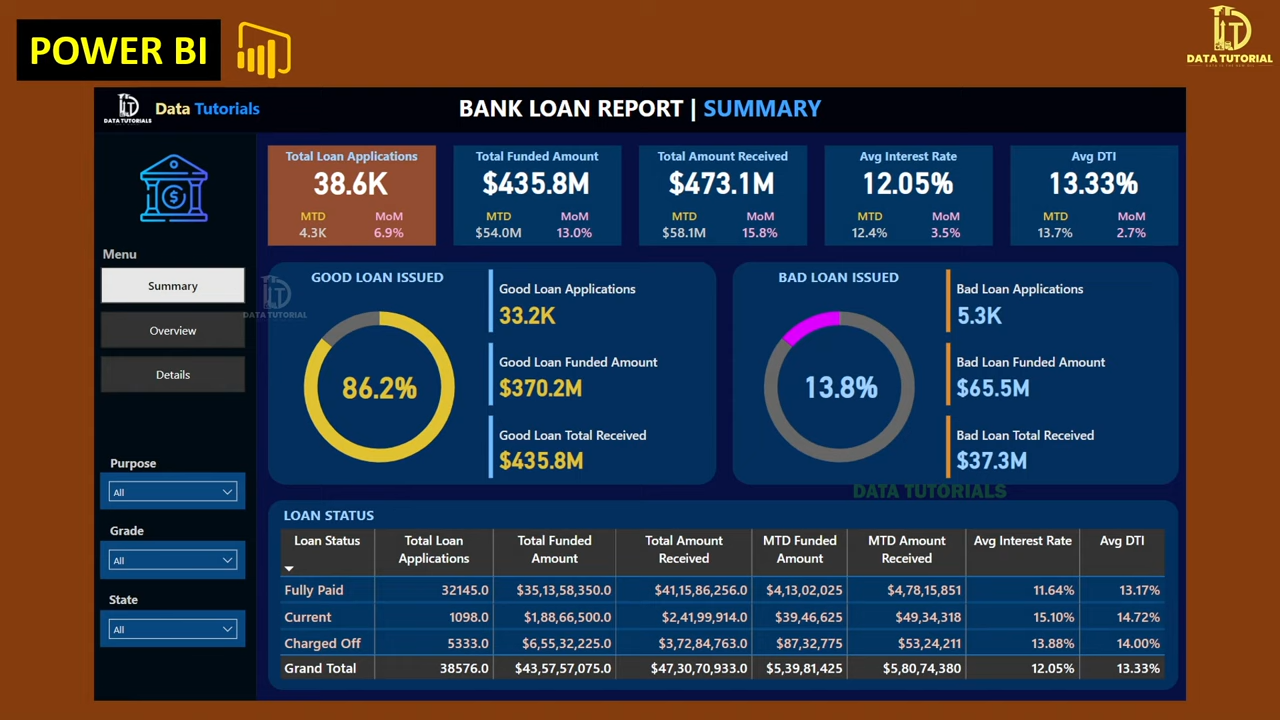 POWER BI
DATA TUTORIAL
DATA TUTORIALS
Data Tutorials
BANK LOAN REPORT | SUMMARY
Total Loan Applications
38.6K
MTD MoM
4.3K 6.9%
Total Funded Amount
$435.8M
MTD MoM
$54.0M 13.0%
Total Amount Received
$473.1M
MTD MoM
$58.1M 15.8%
Avg Interest Rate
12.05%
MTD MoM
12.4% 3.5%
Avg DTI
13.33%
MTD MoM
13.7% 2.7%
Menu
Summary
Overview
Details
Purpose
All
Grade
All
State
All
DATA TUTORIAL
GOOD LOAN ISSUED
86.2%
Good Loan Applications
33.2K
Good Loan Funded Amount
$370.2M
Good Loan Total Received
$435.8M
BAD LOAN ISSUED
13.8%
Bad Loan Applications
5.3K
Bad Loan Funded Amount
$65.5M
Bad Loan Total Received
$37.3M
DATA TUTORIALS
LOAN STATUS
Loan Status Total Loan Total Funded Total Amount MTD Funded MTD Amount Avg Interest Rate Avg DTI
Applications Amount Received Amount Received
Fully Paid 32145.0 $35,13,58,350.0 $41,15,86,256.0 $4,13,02,025 $4,78,15,851 11.64% 13.17%
Current 1098.0 $1,88,66,500.0 $2,41,99,914.0 $39,46,625 $49,34,318 15.10% 14.72%
Charged Off 5333.0 $6,55,32,225.0 $3,72,84,763.0 $87,32,775 $53,24,211 13.88% 14.00%
Grand Total 38576.0 $43,57,57,075.0 $47,30,70,933.0 $5,39,81,425 $5,80,74,380 12.05% 13.33%